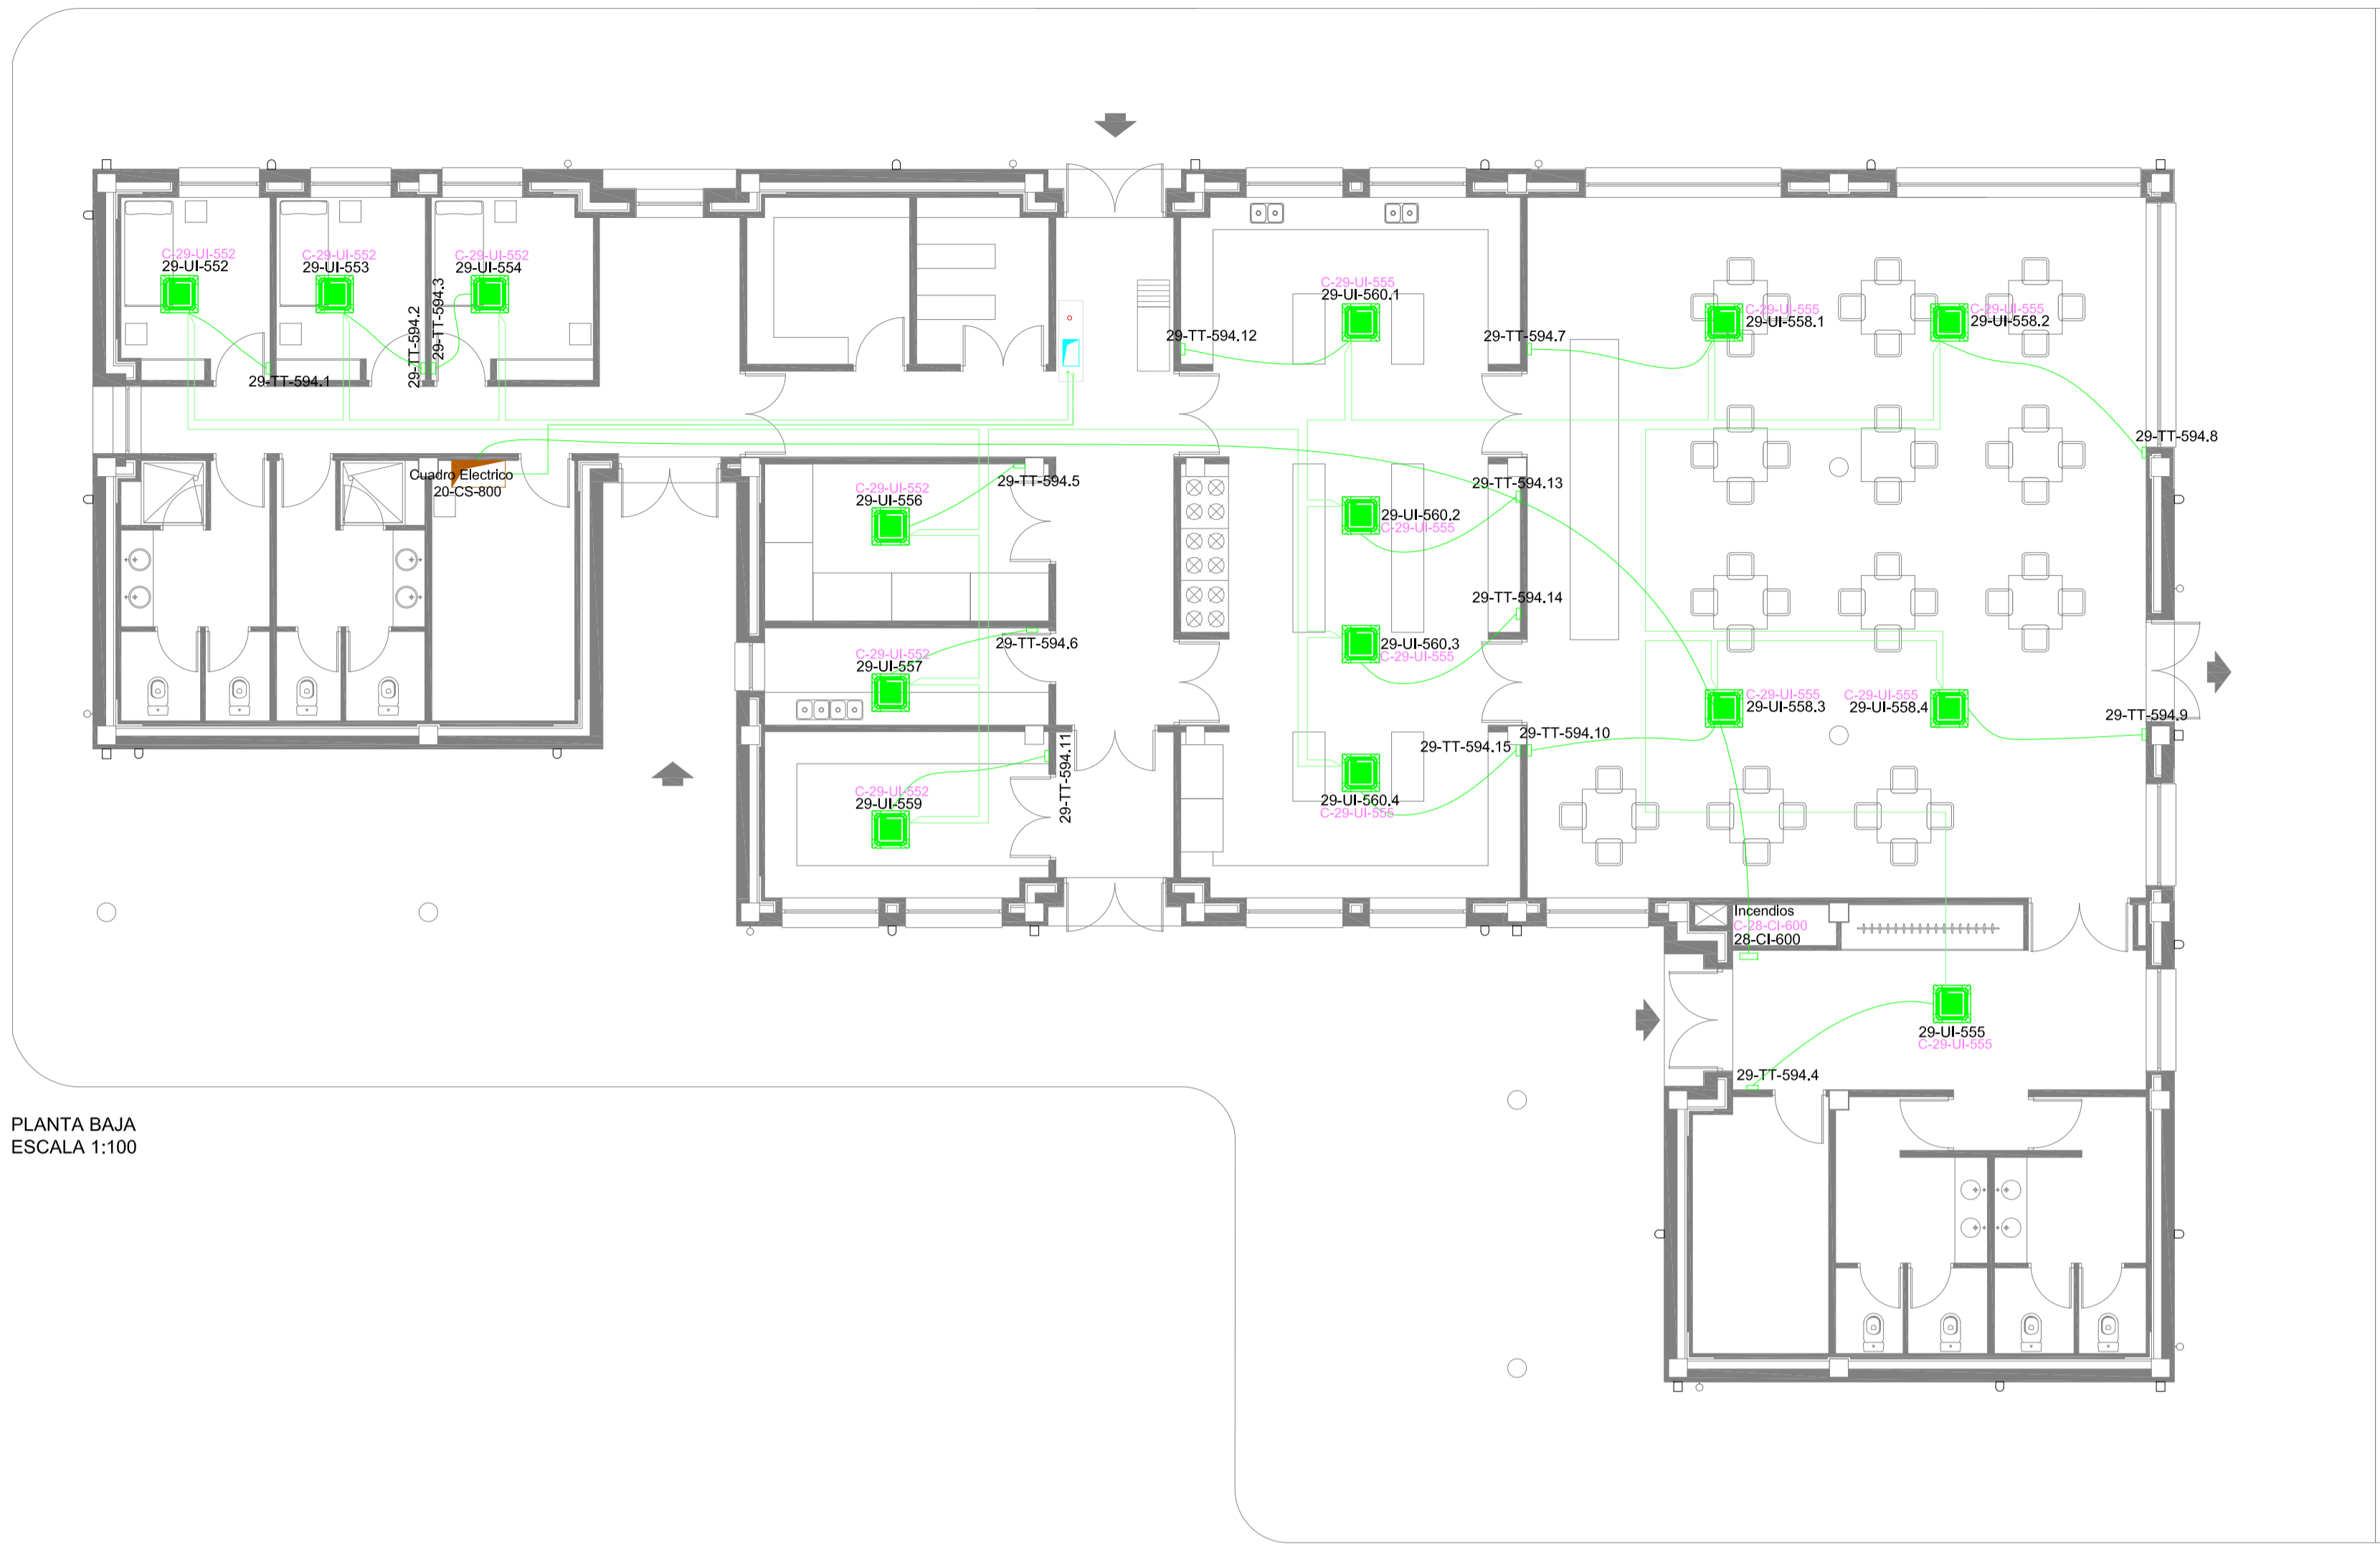 C-29-UI-552
29-UI-552
C-29-UI-552
29-UI-553
C-29-UI-552
29-UI-554
29-TT-594.1
29-TT-594.2
29-TT-594.3
C-29-UI-555
29-UI-560.1
29-TT-594.12
29-TT-594.7
C-29-UI-555
29-UI-558.1
C-29-UI-555
29-UI-558.2
29-TT-594.8
Cuadro Electrico
20-CS-800
C-29-UI-552
29-UI-556
29-TT-594.5
29-TT-594.13
29-UI-560.2
C-29-UI-555
29-TT-594.14
29-TT-594.6
C-29-UI-552
29-UI-557
29-UI-560.3
C-29-UI-555
C-29-UI-555
29-UI-558.3
C-29-UI-555
29-UI-558.4
29-TT-594.9
29-TT-594.10
29-TT-594.15
29-TT-594.11
C-29-UI-552
29-UI-559
29-UI-560.4
C-29-UI-555
Incendios
C-28-CI-600
28-CI-600
29-UI-555
C-29-UI-555
29-TT-594.4
PLANTA BAJA
ESCALA 1:100